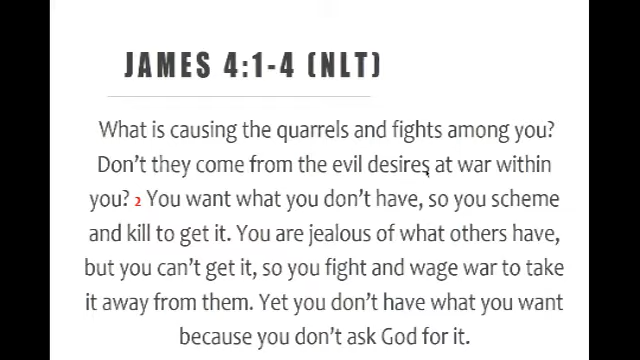 JAMES 4:1-4 (NLT)
What is causing the quarrels and fights among you?
Don't they come from the evil desires at war within
you? 2 You want what you don't have, so you scheme
and kill to get it. You are jealous of what others have,
but you can't get it, so you fight and wage war to take
it away from them. Yet you don't have what you want
because you don't ask God for it.